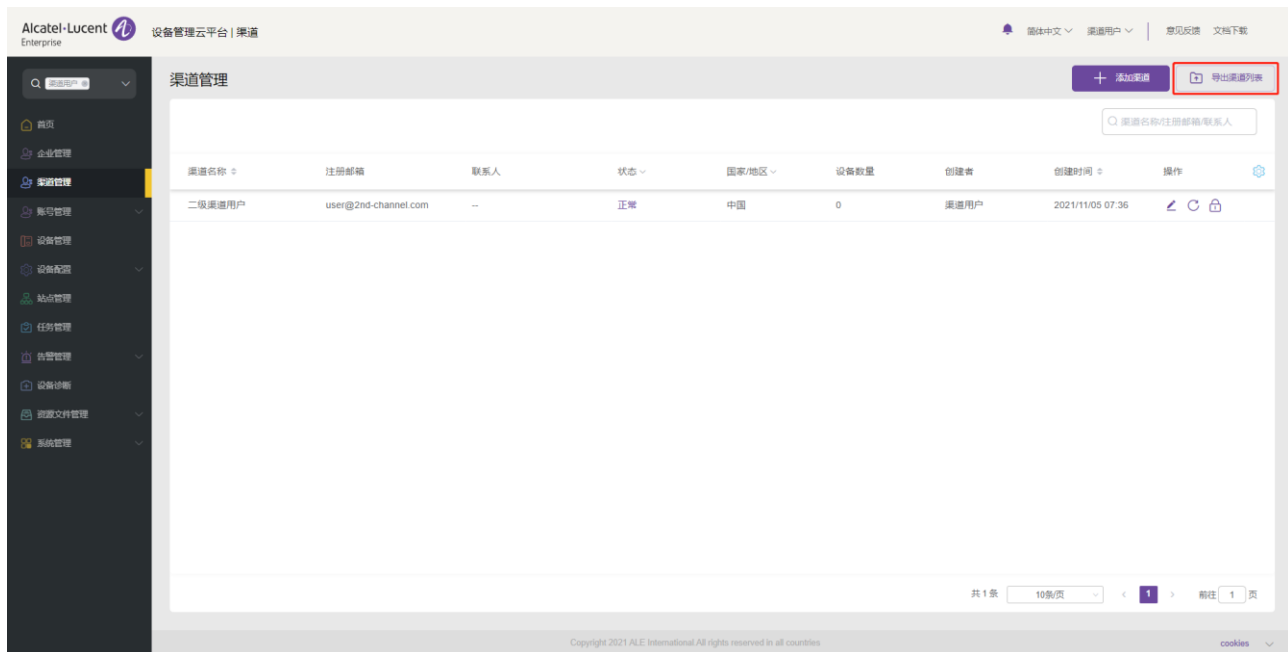 Alcatel·Lucent
Enterprise
设备管理云平台 | 渠道
简体中文 渠道用户 意见反馈 文档下载
渠道用户
渠道管理
添加渠道 导出渠道列表
渠道名称/注册邮箱/联系人
首页
企业管理
渠道管理
账号管理
设备管理
设备配置
站点管理
任务管理
告警管理
设备诊断
资源文件管理
系统管理
渠道名称 注册邮箱 联系人 状态 国家/地区 设备数量 创建者 创建时间 操作
二级渠道用户 user@2nd-channel.com -- 正常 中国 0 渠道用户 2021/11/05 07:36
共 1 条 10条/页 1 前往 1 页
Copyright 2021 ALE International.All rights reserved in all countries
cookies